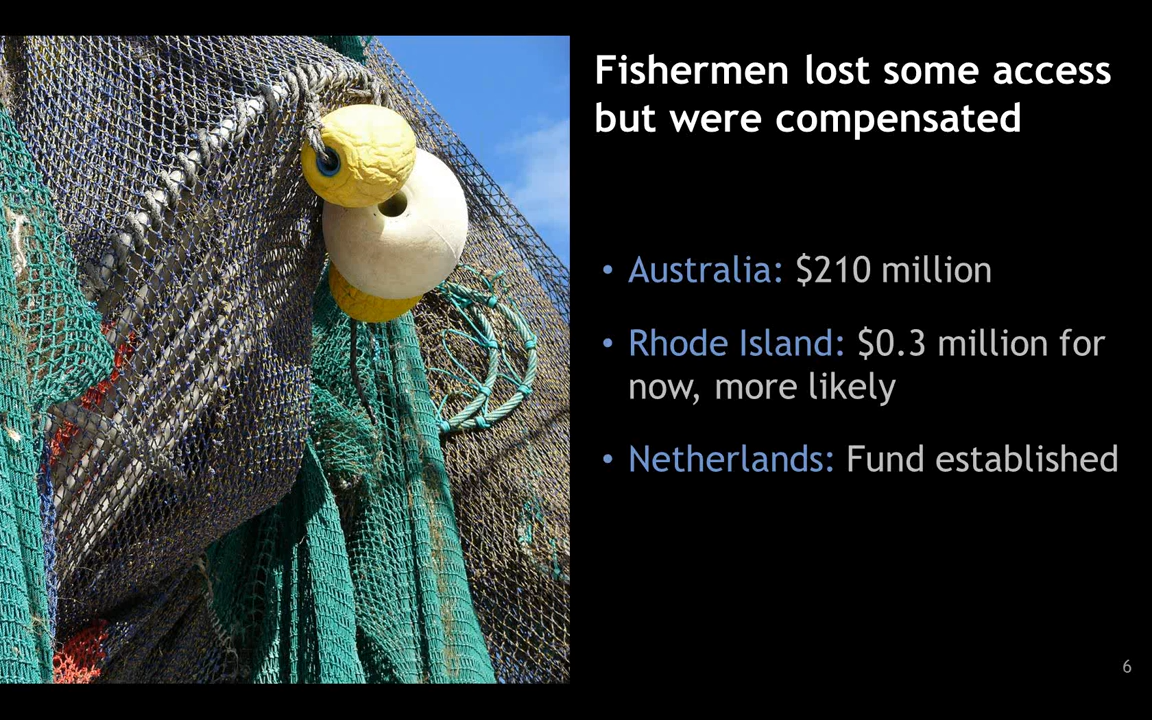 Fishermen lost some access
but were compensated
• Australia: $210 million
• Rhode Island: $0.3 million for
now, more likely
• Netherlands: Fund established
6